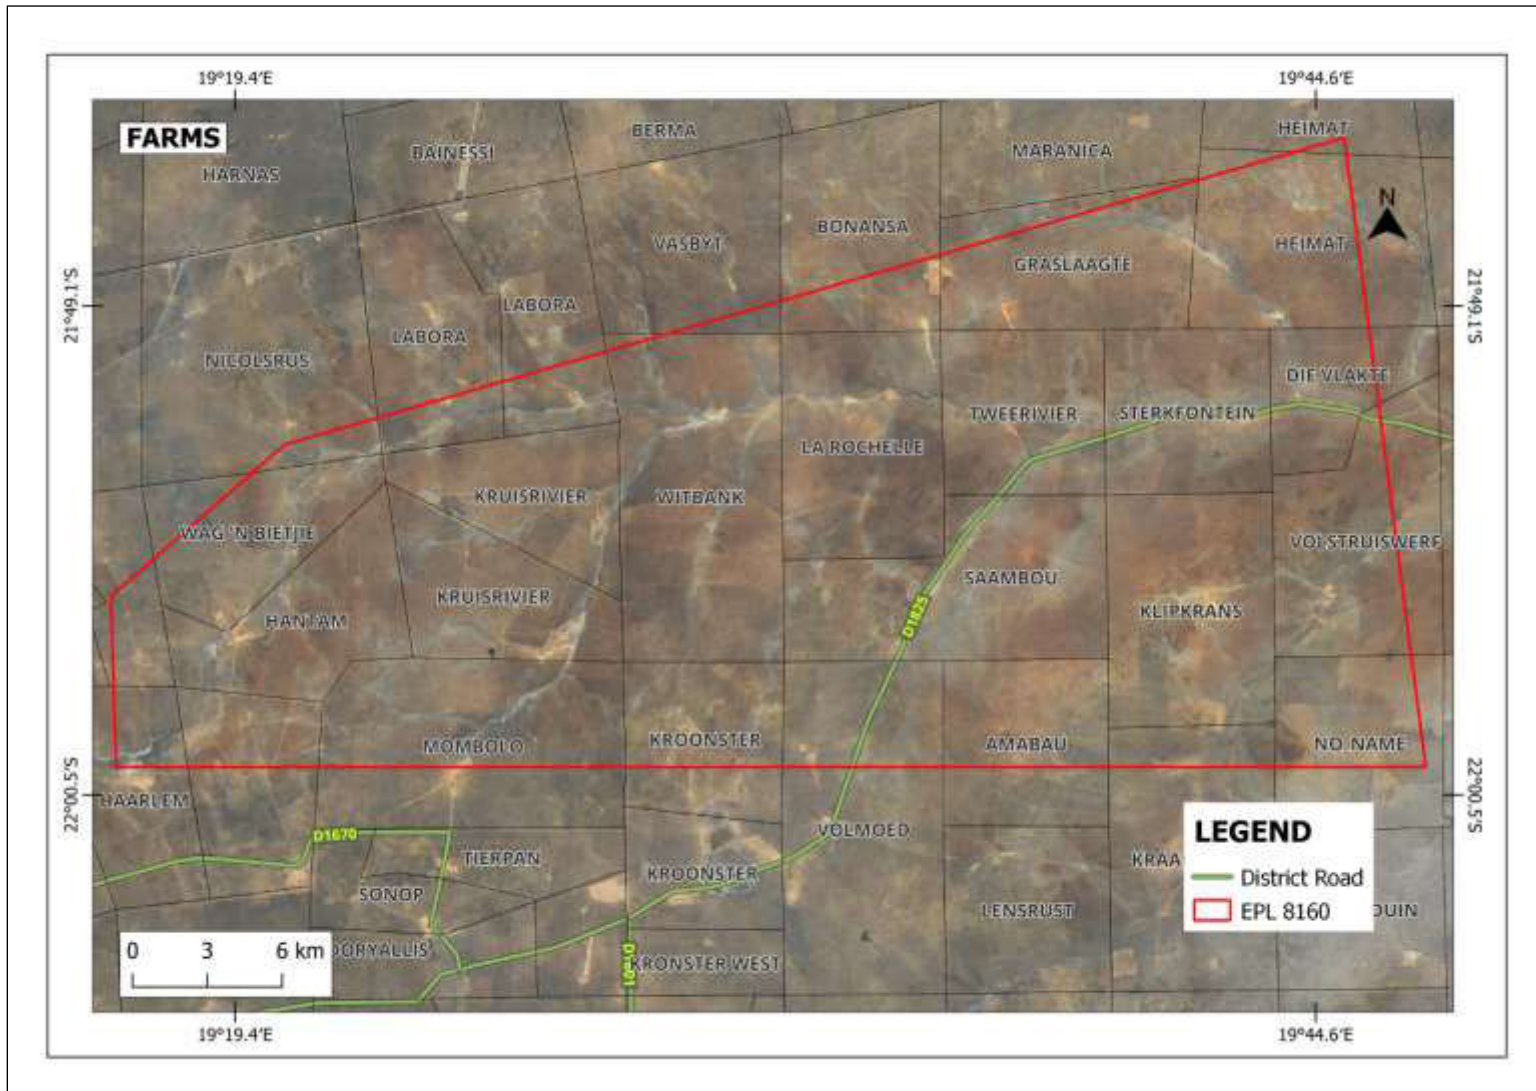 19°19.4'E
19°44.6'E
FARMS
HEIMAT
BERMA
BAINESSI
MARANICA
HARNAS
N
BONANSA
VASBYT
HEIMAT
GRASLAAGTE
21°49.1'S
21°49.1'S
LABORA
LABORA
NICOLSRUS
DIE VLAKTE
TWEERIVIER
STERKFONTEIN
LA ROCHELLE
KRUISRIVIER
WITBANK
WAG 'N BIETJIE
VOLSTRUISWERF
SAAMBOU
KRUISRIVIER
D1825
KLIPKRANS
HANTAM
MOMBOLO
KROONSTER
AMABAU
NO NAME
22°00.5'S
22°00.5'S
HAARLEM
D1670
VOLMOED
LEGEND
TIERPAN
KRAA
KROONSTER
District Road
SONOP
LENSRUST
EPL 8160
OUIN
0 3 6 km
DORYALLIS
KRONSTER WEST
19°19.4'E
19°44.6'E